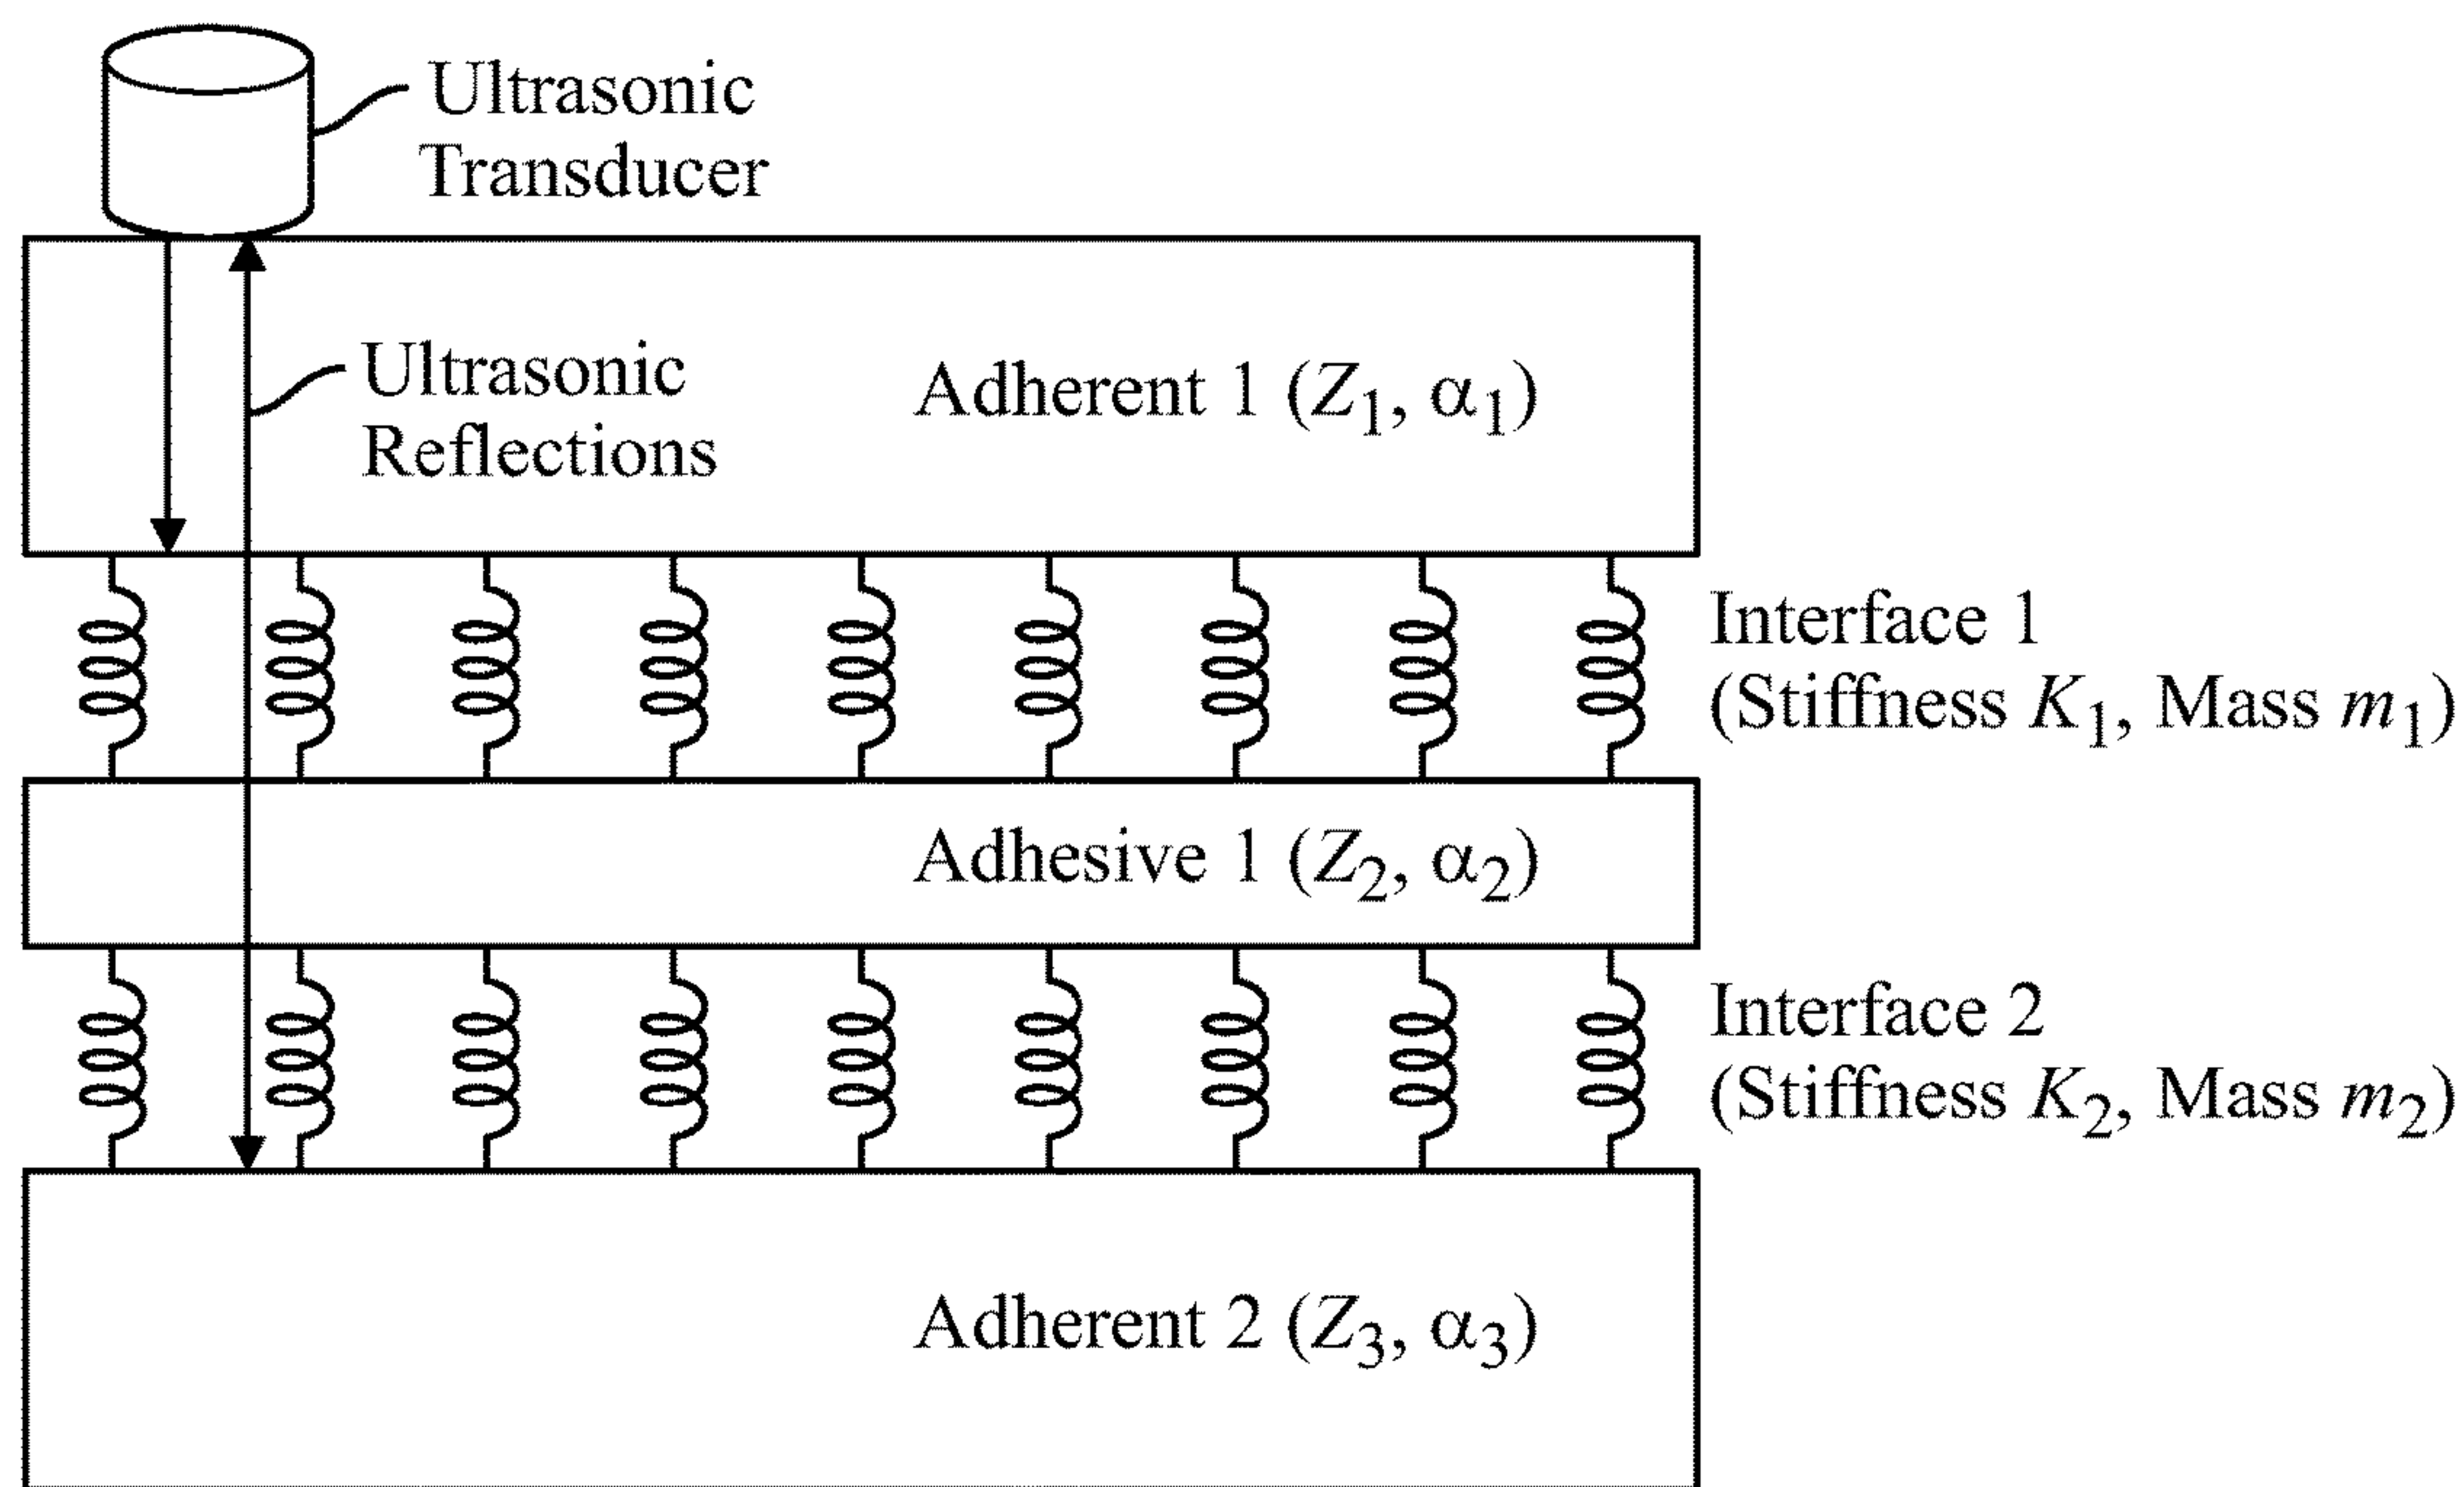 Ultrasonic
Transducer
Ultrasonic
Reflections
Adherent 1 (Z₁, α₁)
Interface 1
(Stiffness K₁, Mass m₁)
Adhesive 1 (Z₂, α₂)
Interface 2
(Stiffness K₂, Mass m₂)
Adherent 2 (Z₃, α₃)